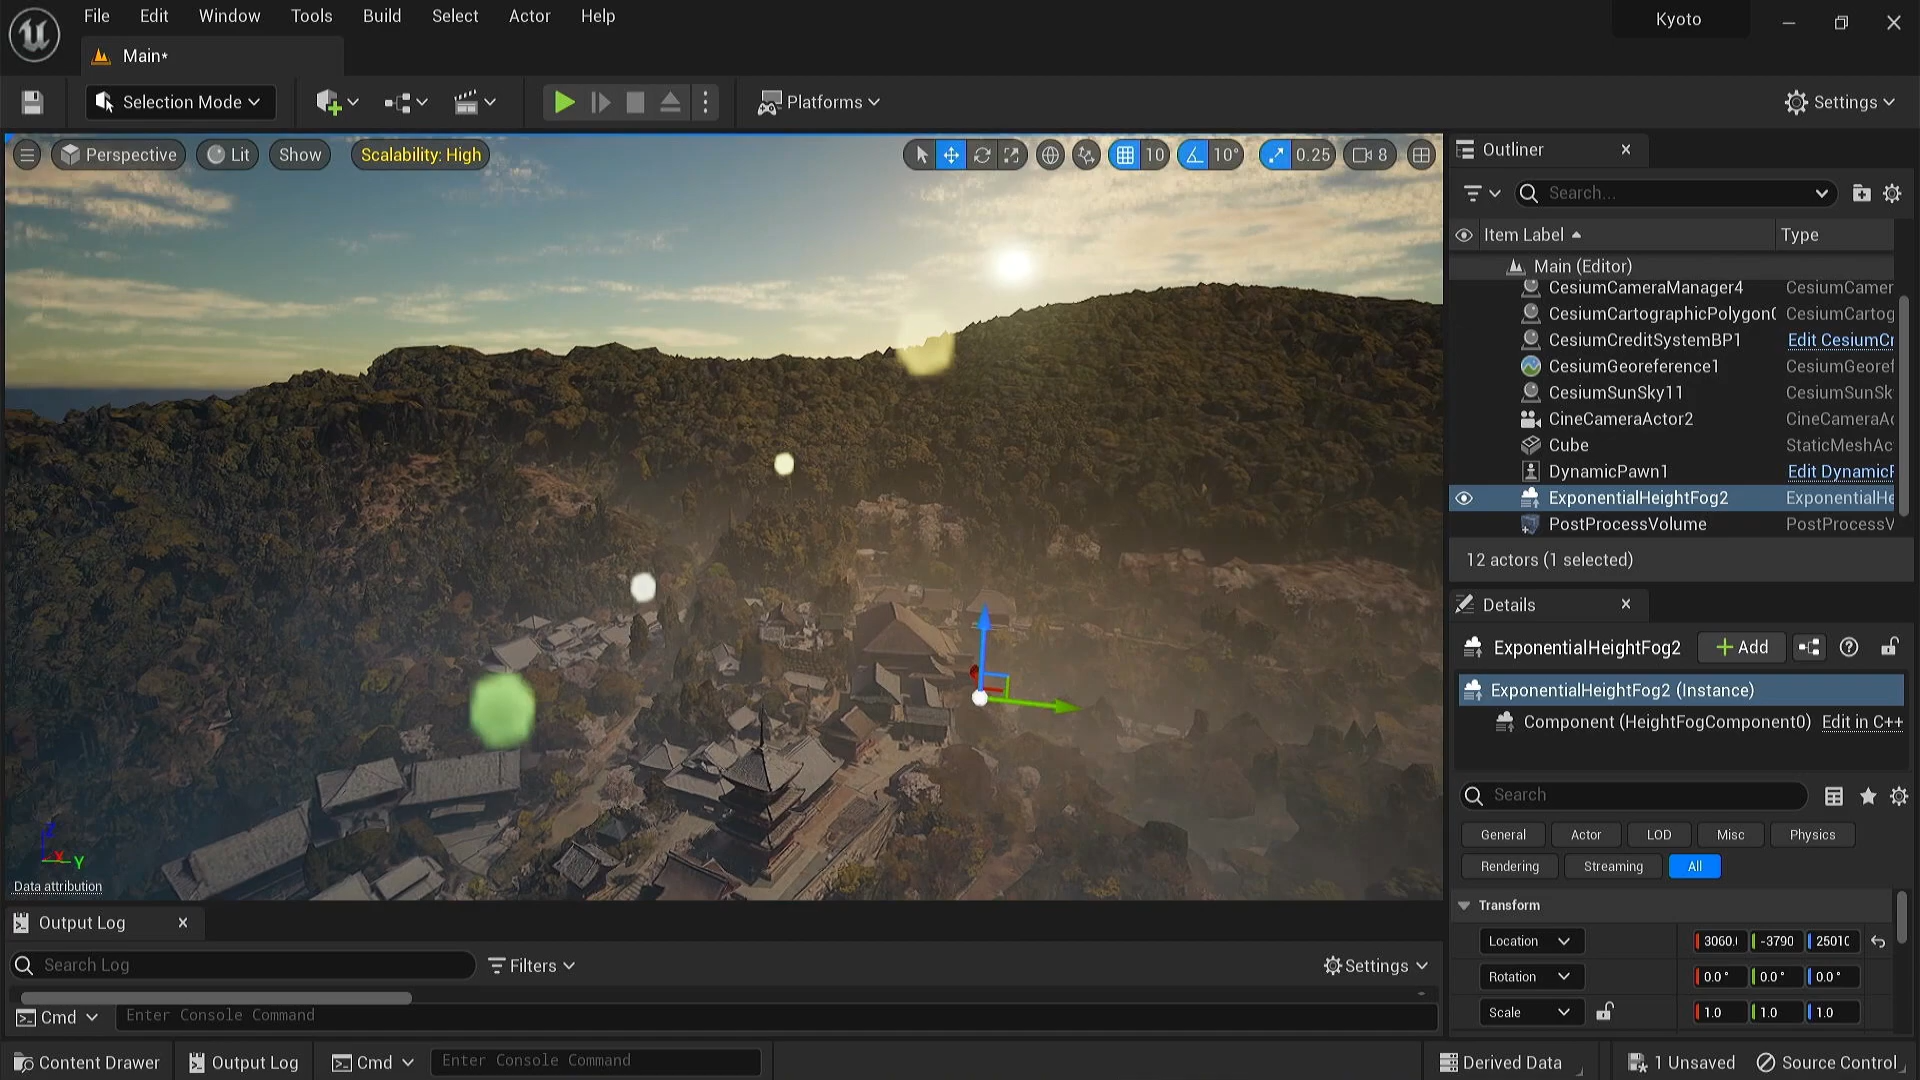 File Edit Window Tools Build Select Actor Help
Kyoto
Main*
Selection Mode
Platforms
Settings
Perspective Lit Show Scalability: High
10 10° 0.25 8
Outliner
Search...
Item Label Type
Main (Editor)
CesiumCameraManager4 CesiumCamer
CesiumCartographicPolygon CesiumCartog
CesiumCreditSystemBP1 Edit CesiumCr
CesiumGeoreference1 CesiumGeoref
CesiumSunSky11 CesiumSunSk
CineCameraActor2 CineCameraAc
Cube StaticMeshAc
DynamicPawn1 Edit DynamicP
ExponentialHeightFog2 ExponentialHe
PostProcessVolume PostProcessV
12 actors (1 selected)
Details
ExponentialHeightFog2 + Add
ExponentialHeightFog2 (Instance)
Component (HeightFogComponent0) Edit in C++
Search
General Actor LOD Misc Physics
Rendering Streaming All
Transform
Location 3060. -3790 2501
Rotation 0.0° 0.0° 0.0°
Scale 1.0 1.0 1.0
Z
X Y
Data attribution
Output Log
Search Log Filters Settings
Cmd Enter Console Command
Content Drawer Output Log Cmd Enter Console Command Derived Data 1 Unsaved Source Control